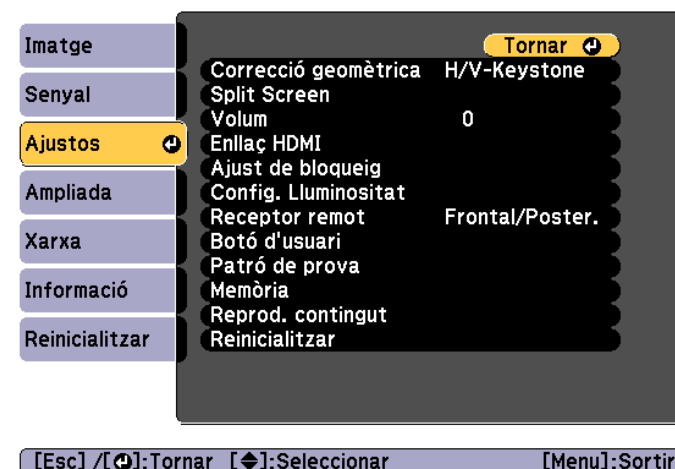 Imatge
Senyal
Ajustos
Ampliada
Xarxa
Informació
Reinicialitzar
Tornar
Correcció geomètrica H/V-Keystone
Split Screen
Volum 0
Enllaç HDMI
Ajust de bloqueig
Config. Lluminositat
Receptor remot Frontal/Poster.
Botó d'usuari
Patró de prova
Memòria
Reprod. contingut
Reinicialitzar
[Esc] /[⏎]:Tornar [◆]:Seleccionar [Menu]:Sortir